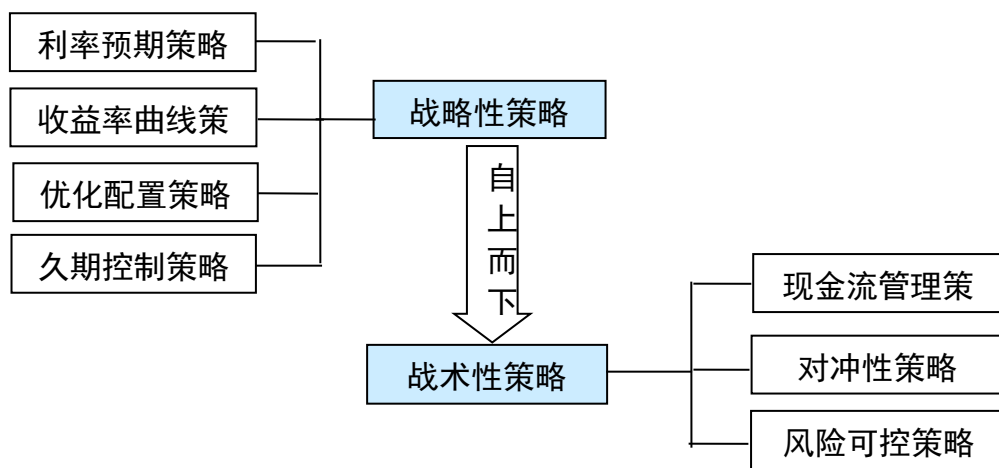 利率预期策略
收益率曲线策
优化配置策略
久期控制策略
战略性策略
自上而下
战术性策略
现金流管理策
对冲性策略
风险可控策略